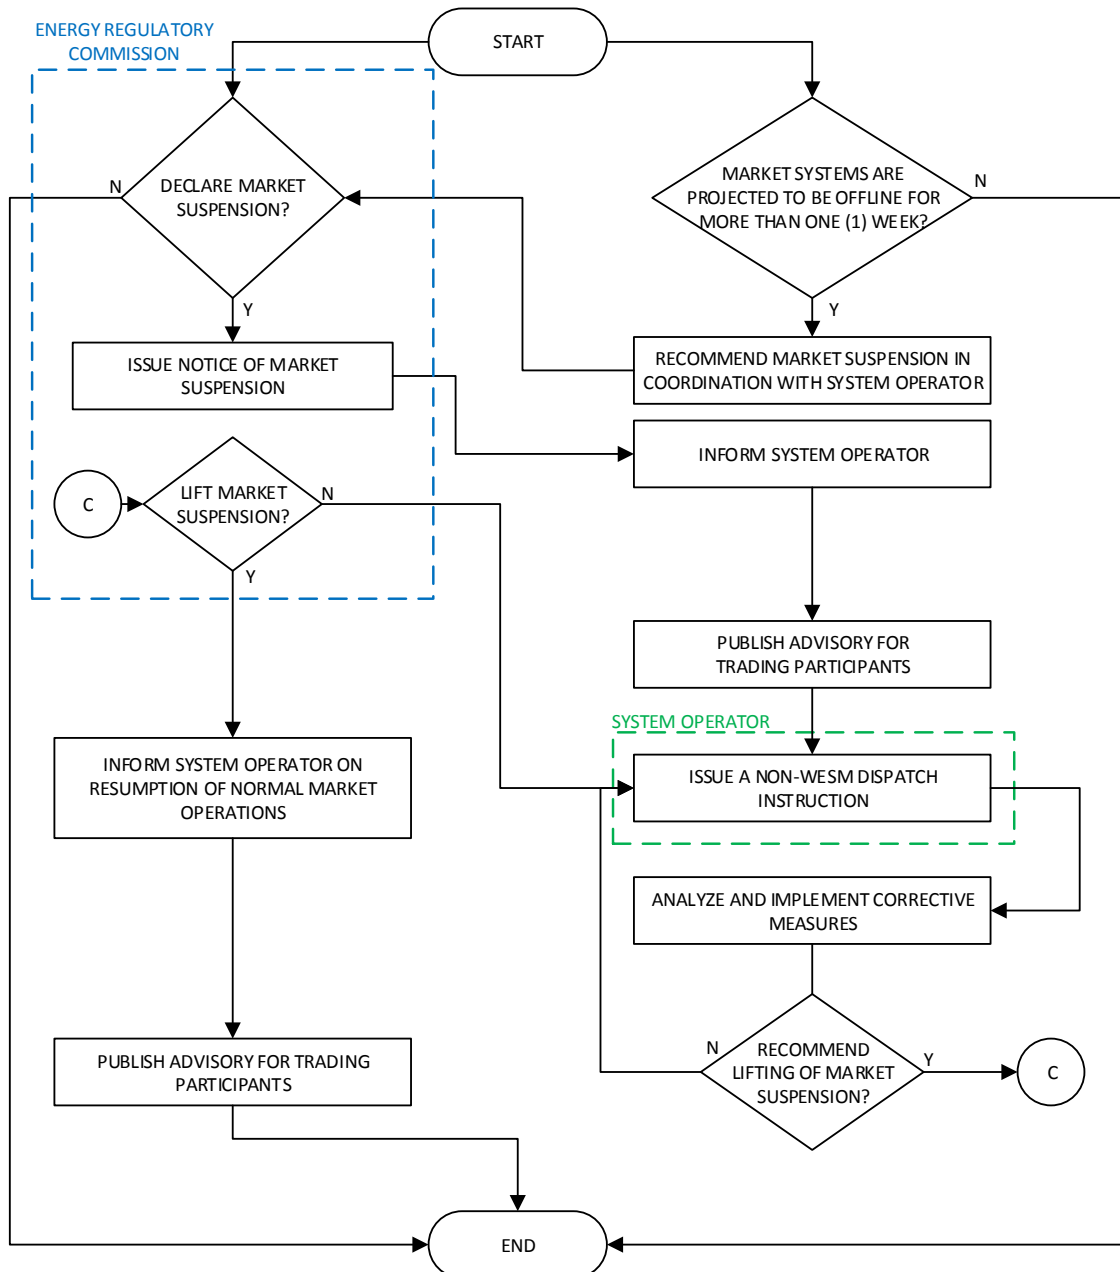 ENERGY REGULATORY
COMMISSION
START
DECLARE MARKET
SUSPENSION?
N
Y
MARKET SYSTEMS ARE
PROJECTED TO BE OFFLINE FOR
MORE THAN ONE (1) WEEK?
N
Y
ISSUE NOTICE OF MARKET
SUSPENSION
RECOMMEND MARKET SUSPENSION IN
COORDINATION WITH SYSTEM OPERATOR
INFORM SYSTEM OPERATOR
C
LIFT MARKET
SUSPENSION?
N
Y
PUBLISH ADVISORY FOR
TRADING PARTICIPANTS
SYSTEM OPERATOR
ISSUE A NON-WESM DISPATCH
INSTRUCTION
INFORM SYSTEM OPERATOR ON
RESUMPTION OF NORMAL MARKET
OPERATIONS
ANALYZE AND IMPLEMENT CORRECTIVE
MEASURES
PUBLISH ADVISORY FOR TRADING
PARTICIPANTS
N
RECOMMEND
LIFTING OF MARKET
SUSPENSION?
Y
C
END